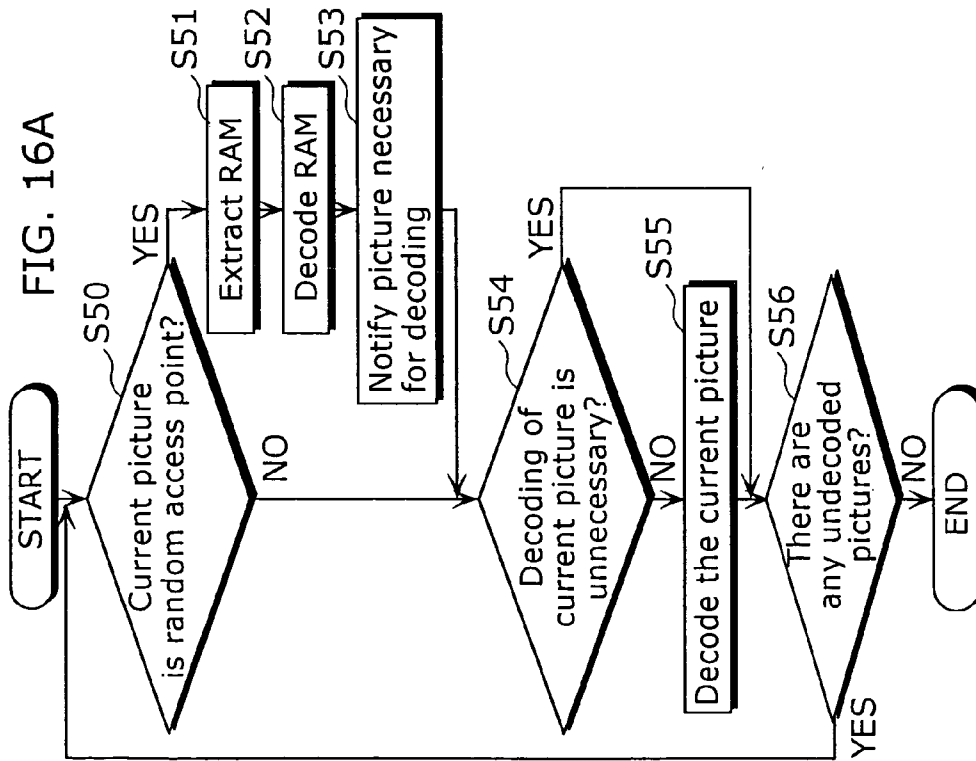 FIG. 16A
START
S50
Current picture
is random access point?
YES
NO
S51
Extract RAM
S52
Decode RAM
S53
Notify picture necessary
for decoding
S54
Decoding of
current picture is
unnecessary?
YES
NO
S55
Decode the current picture
S56
There are
any undecoded
pictures?
YES
NO
END